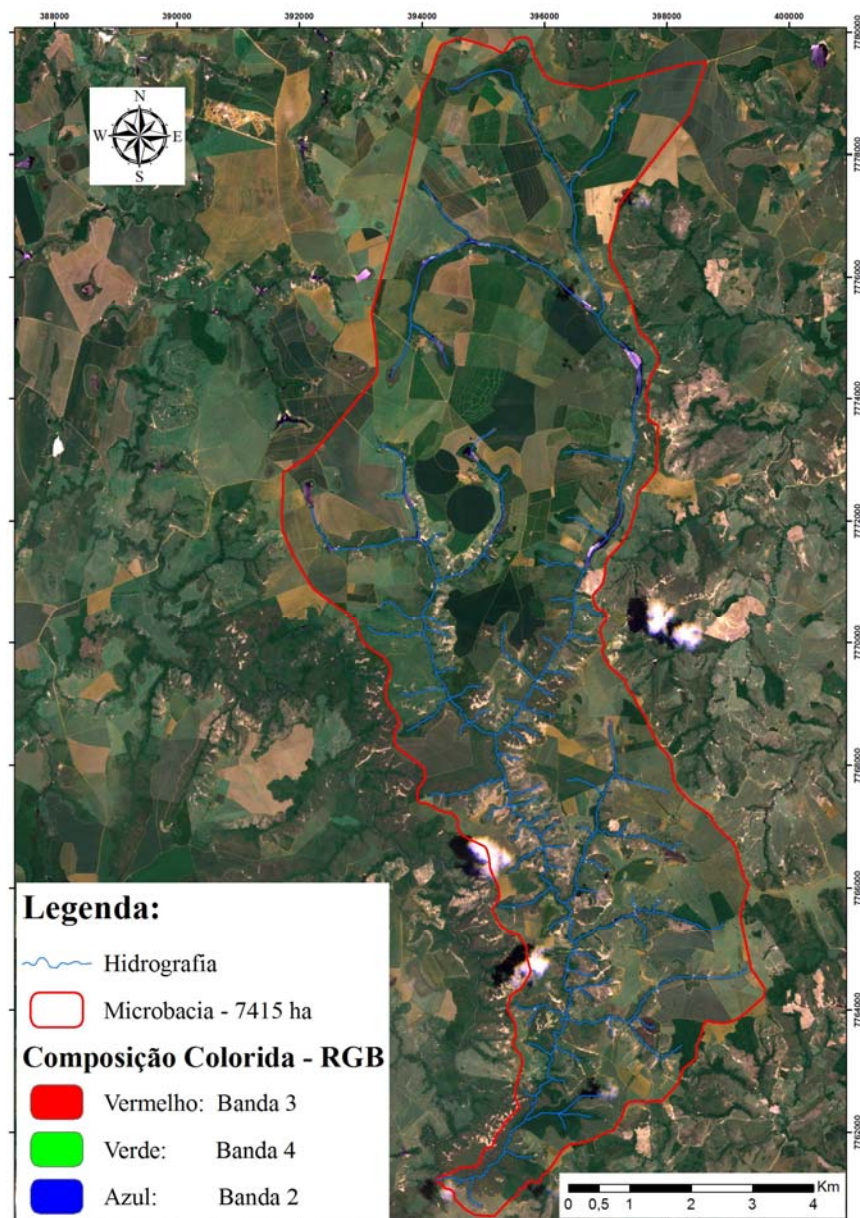 388000 390000 392000 394000 396000 398000 400000
7780000
N
W E
S
7778000
7776000
7774000
7772000
7770000
7768000
7766000
7764000
7762000
Legenda:
Hidrografia
Microbacia - 7415 ha
Composição Colorida - RGB
Vermelho: Banda 3
Verde: Banda 4
Azul: Banda 2
Km
0 0,5 1 2 3 4